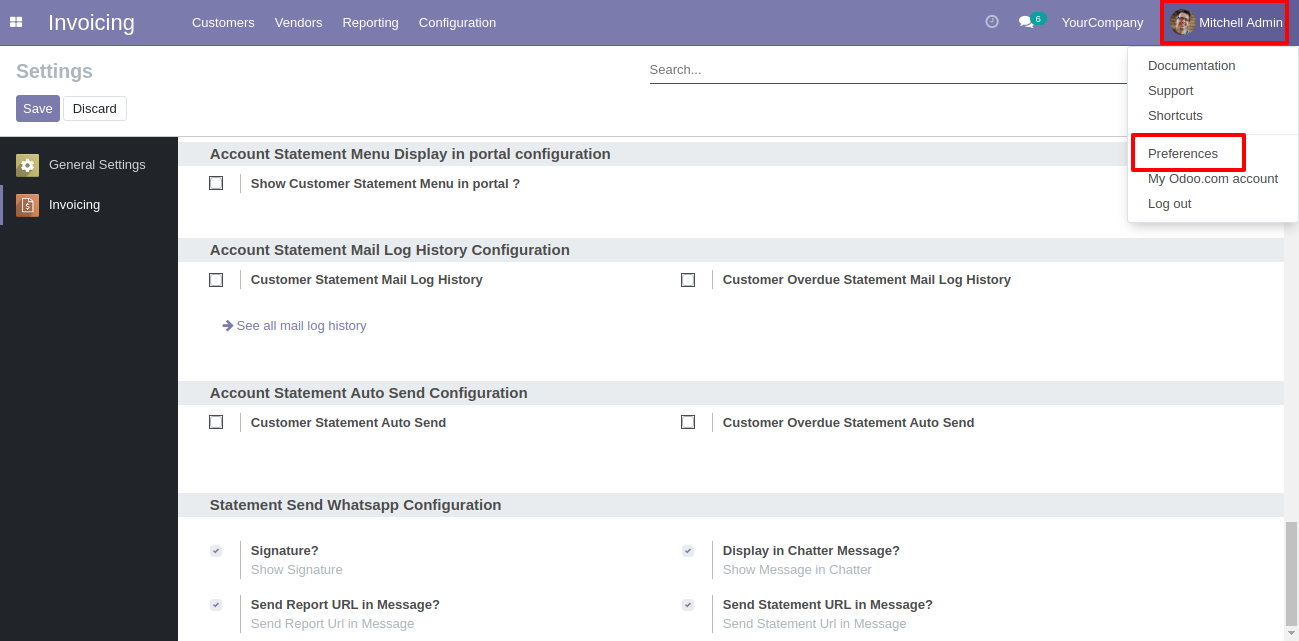 Invoicing Customers Vendors Reporting Configuration 6 YourCompany Mitchell Admin
Settings
Search...
Save Discard
Documentation
Support
Shortcuts
Preferences
My Odoo.com account
Log out
General Settings
Invoicing
Account Statement Menu Display in portal configuration
Show Customer Statement Menu in portal ?
Account Statement Mail Log History Configuration
Customer Statement Mail Log History Customer Overdue Statement Mail Log History
See all mail log history
Account Statement Auto Send Configuration
Customer Statement Auto Send Customer Overdue Statement Auto Send
Statement Send Whatsapp Configuration
Signature? Display in Chatter Message?
Show Signature Show Message in Chatter
Send Report URL in Message? Send Statement URL in Message?
Send Report Url in Message Send Statement Url in Message